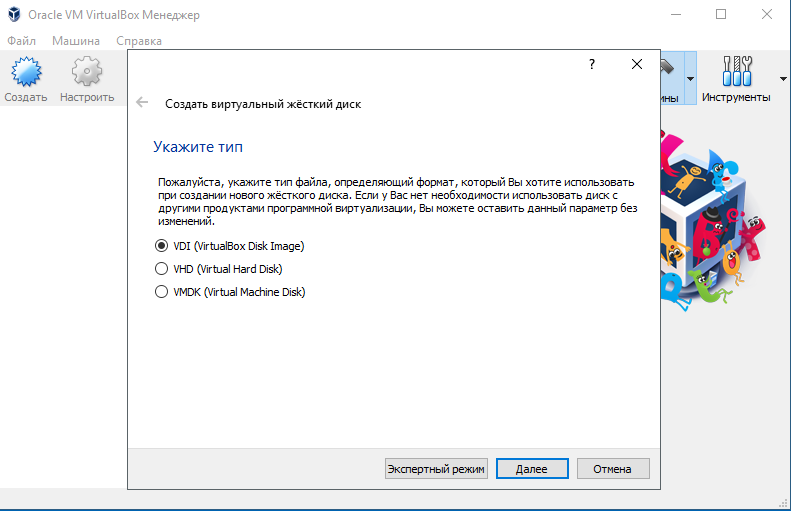 Oracle VM VirtualBox Менеджер
Файл Машина Справка
Создать Настроить
ны Инструменты
?
Создать виртуальный жёсткий диск
Укажите тип
Пожалуйста, укажите тип файла, определяющий формат, который Вы хотите использовать
при создании нового жёсткого диска. Если у Вас нет необходимости использовать диск с
другими продуктами программной виртуализации, Вы можете оставить данный параметр без
изменений.
VDI (VirtualBox Disk Image)
VHD (Virtual Hard Disk)
VMDK (Virtual Machine Disk)
Экспертный режим Далее Отмена